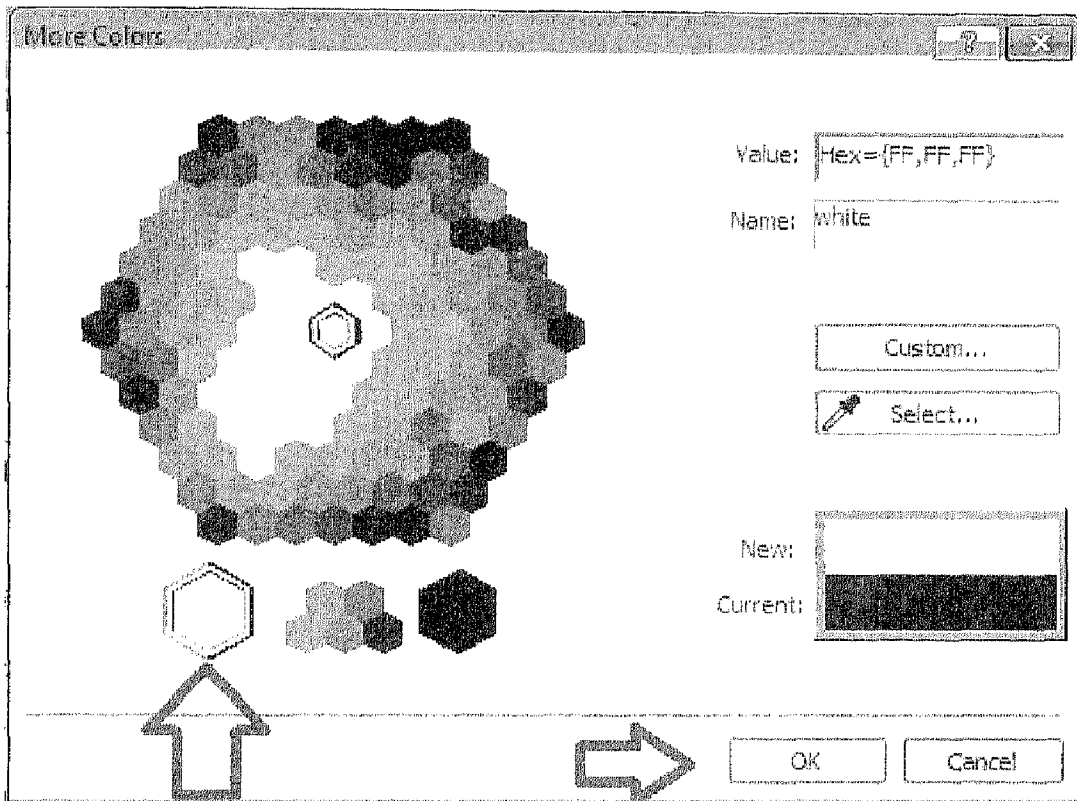 More Colors
?
Value: Hex={FF,FF,FF}
Name: white
Custom...
Select...
New:
Current:
OK Cancel